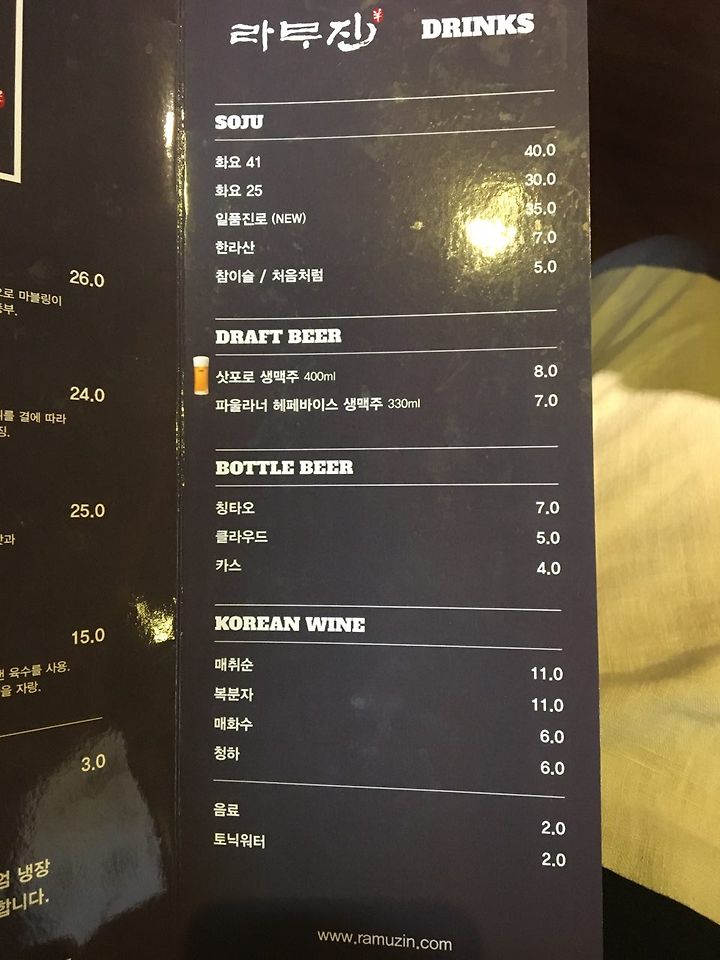 26.0
로 마블링이
24.0
를 결에 따라
징.
25.0
15.0
육수를 사용.
을 자랑.
3.0
냉장
합니다.
라무진 羊 DRINKS
SOJU
화요 41 40.0
화요 25 30.0
일품진로 (NEW) 35.0
한라산 7.0
참이슬 / 처음처럼 5.0
DRAFT BEER
삿포로 생맥주 400ml 8.0
파울라너 헤페바이스 생맥주 330ml 7.0
BOTTLE BEER
칭타오 7.0
클라우드 5.0
카스 4.0
KOREAN WINE
매취순 11.0
복분자 11.0
매화수 6.0
청하 6.0
음료 2.0
토닉워터 2.0
www.ramuzin.com